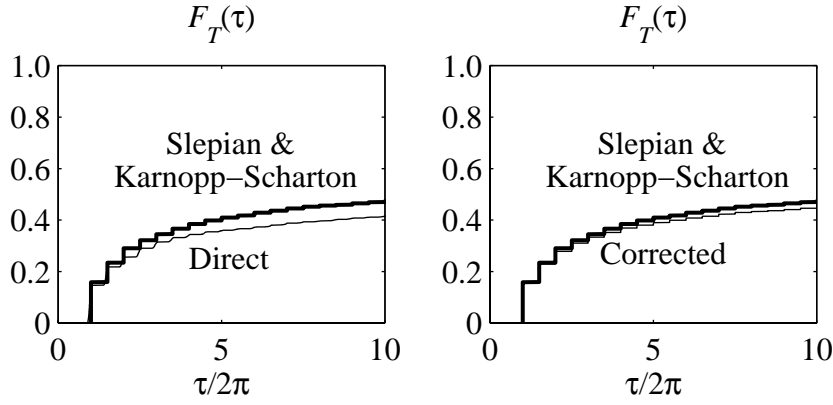 F_T(τ)
1.0
0.8
0.6
0.4
0.2
0
Slepian &
Karnopp–Scharton
Direct
0 5 10
τ/2π
F_T(τ)
1.0
0.8
0.6
0.4
0.2
0
Slepian &
Karnopp–Scharton
Corrected
0 5 10
τ/2π